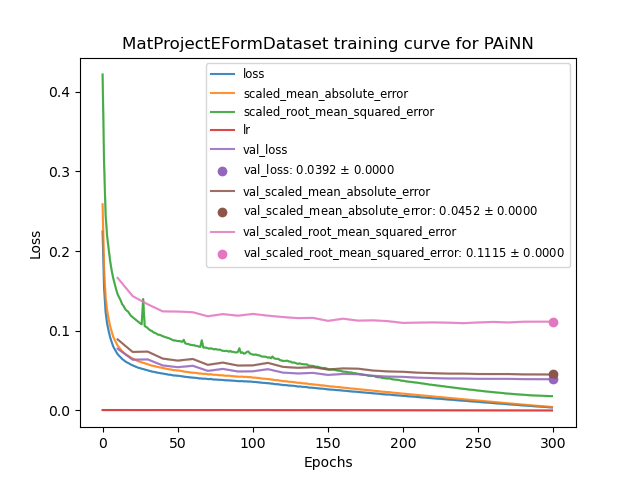 MatProjectEFormDataset training curve for PAiNN
loss
scaled_mean_absolute_error
scaled_root_mean_squared_error
lr
val_loss
val_loss: 0.0392 ± 0.0000
val_scaled_mean_absolute_error
val_scaled_mean_absolute_error: 0.0452 ± 0.0000
val_scaled_root_mean_squared_error
val_scaled_root_mean_squared_error: 0.1115 ± 0.0000
Loss
0.4
0.3
0.2
0.1
0.0
0 50 100 150 200 250 300
Epochs